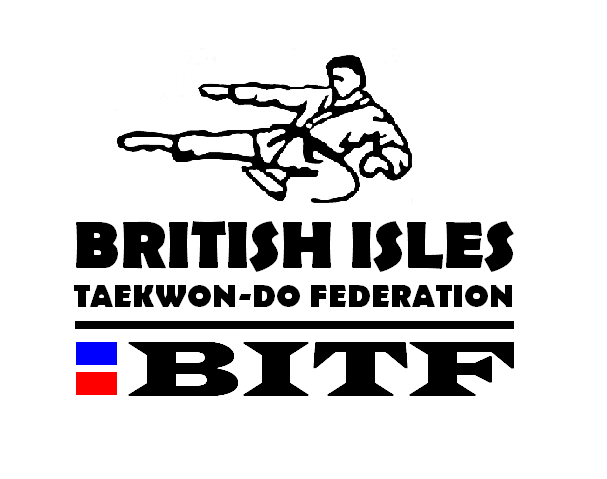 BRITISH ISLES
TAEKWON-DO FEDERATION
BITF